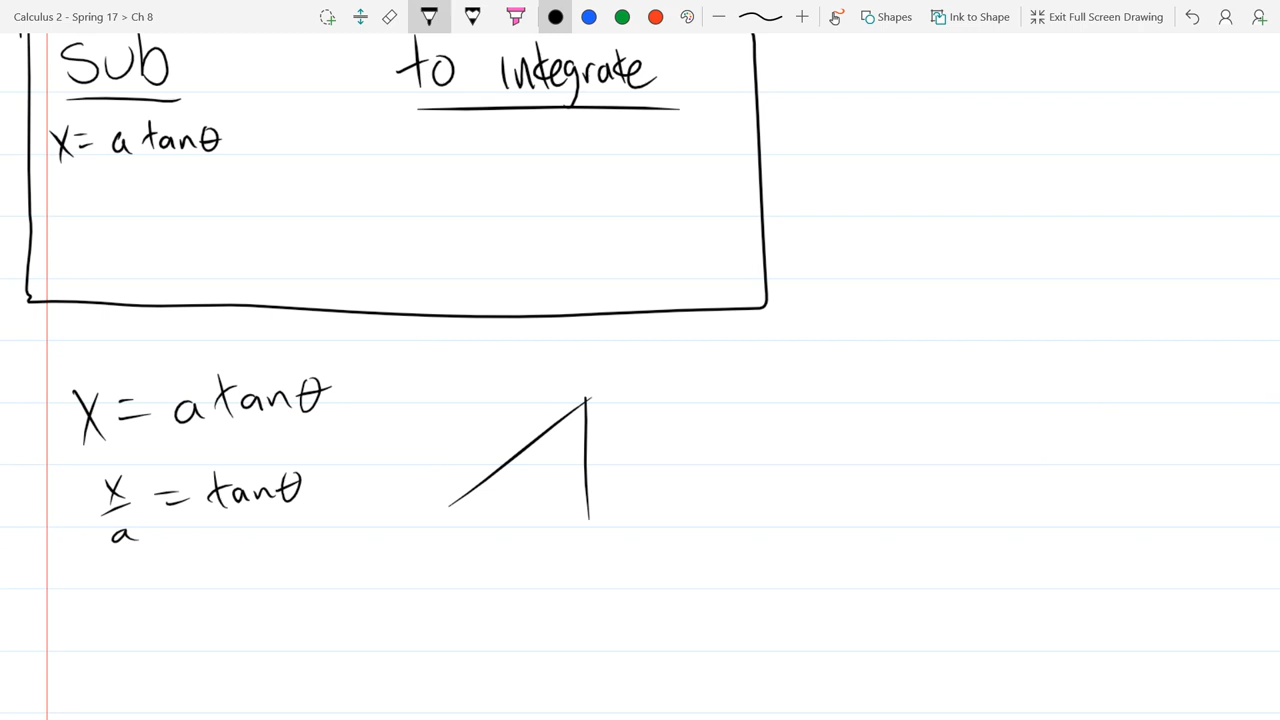 Calculus 2 - Spring 17 > Ch 8
Shapes
Ink to Shape
Exit Full Screen Drawing
Sub to integrate
x = a tanθ
x = a tanθ
x/a = tanθ